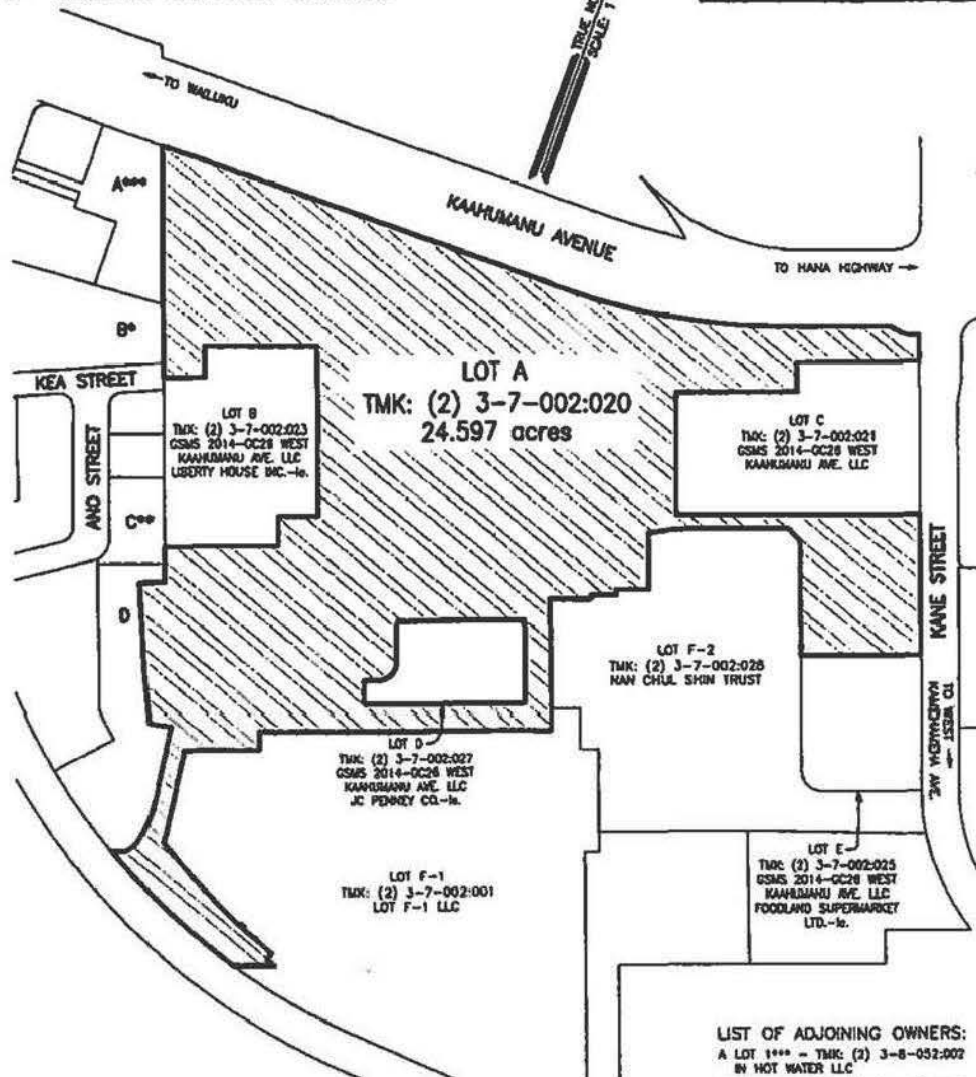 TO WAILUKU
SCALE: 1
KAAHUMANU AVENUE
TO HANA HIGHWAY
A***
B*
KEA STREET
ANO STREET
C**
D
LOT A
TMK: (2) 3-7-002:020
24.597 acres
LOT B
TMK: (2) 3-7-002:023
GSMS 2014-GC26 WEST
KAAHUMANU AVE. LLC
LIBERTY HOUSE INC.-le.
LOT C
TMK: (2) 3-7-002:021
GSMS 2014-GC26 WEST
KAAHUMANU AVE. LLC
KANE STREET
TO WEST
KAMEHAMEHA AVE.
LOT F-2
TMK: (2) 3-7-002:026
NAN CHUL SHIN TRUST
LOT D
TMK: (2) 3-7-002:027
GSMS 2014-GC26 WEST
KAAHUMANU AVE. LLC
JC PENNEY CO.-le.
LOT E
TMK: (2) 3-7-002:025
GSMS 2014-GC26 WEST
KAAHUMANU AVE. LLC
FOODLAND SUPERMARKET
LTD.-le.
LOT F-1
TMK: (2) 3-7-002:001
LOT F-1 LLC
LIST OF ADJOINING OWNERS:
A LOT 1*** - TMK: (2) 3-8-052:002
IN HOT WATER LLC